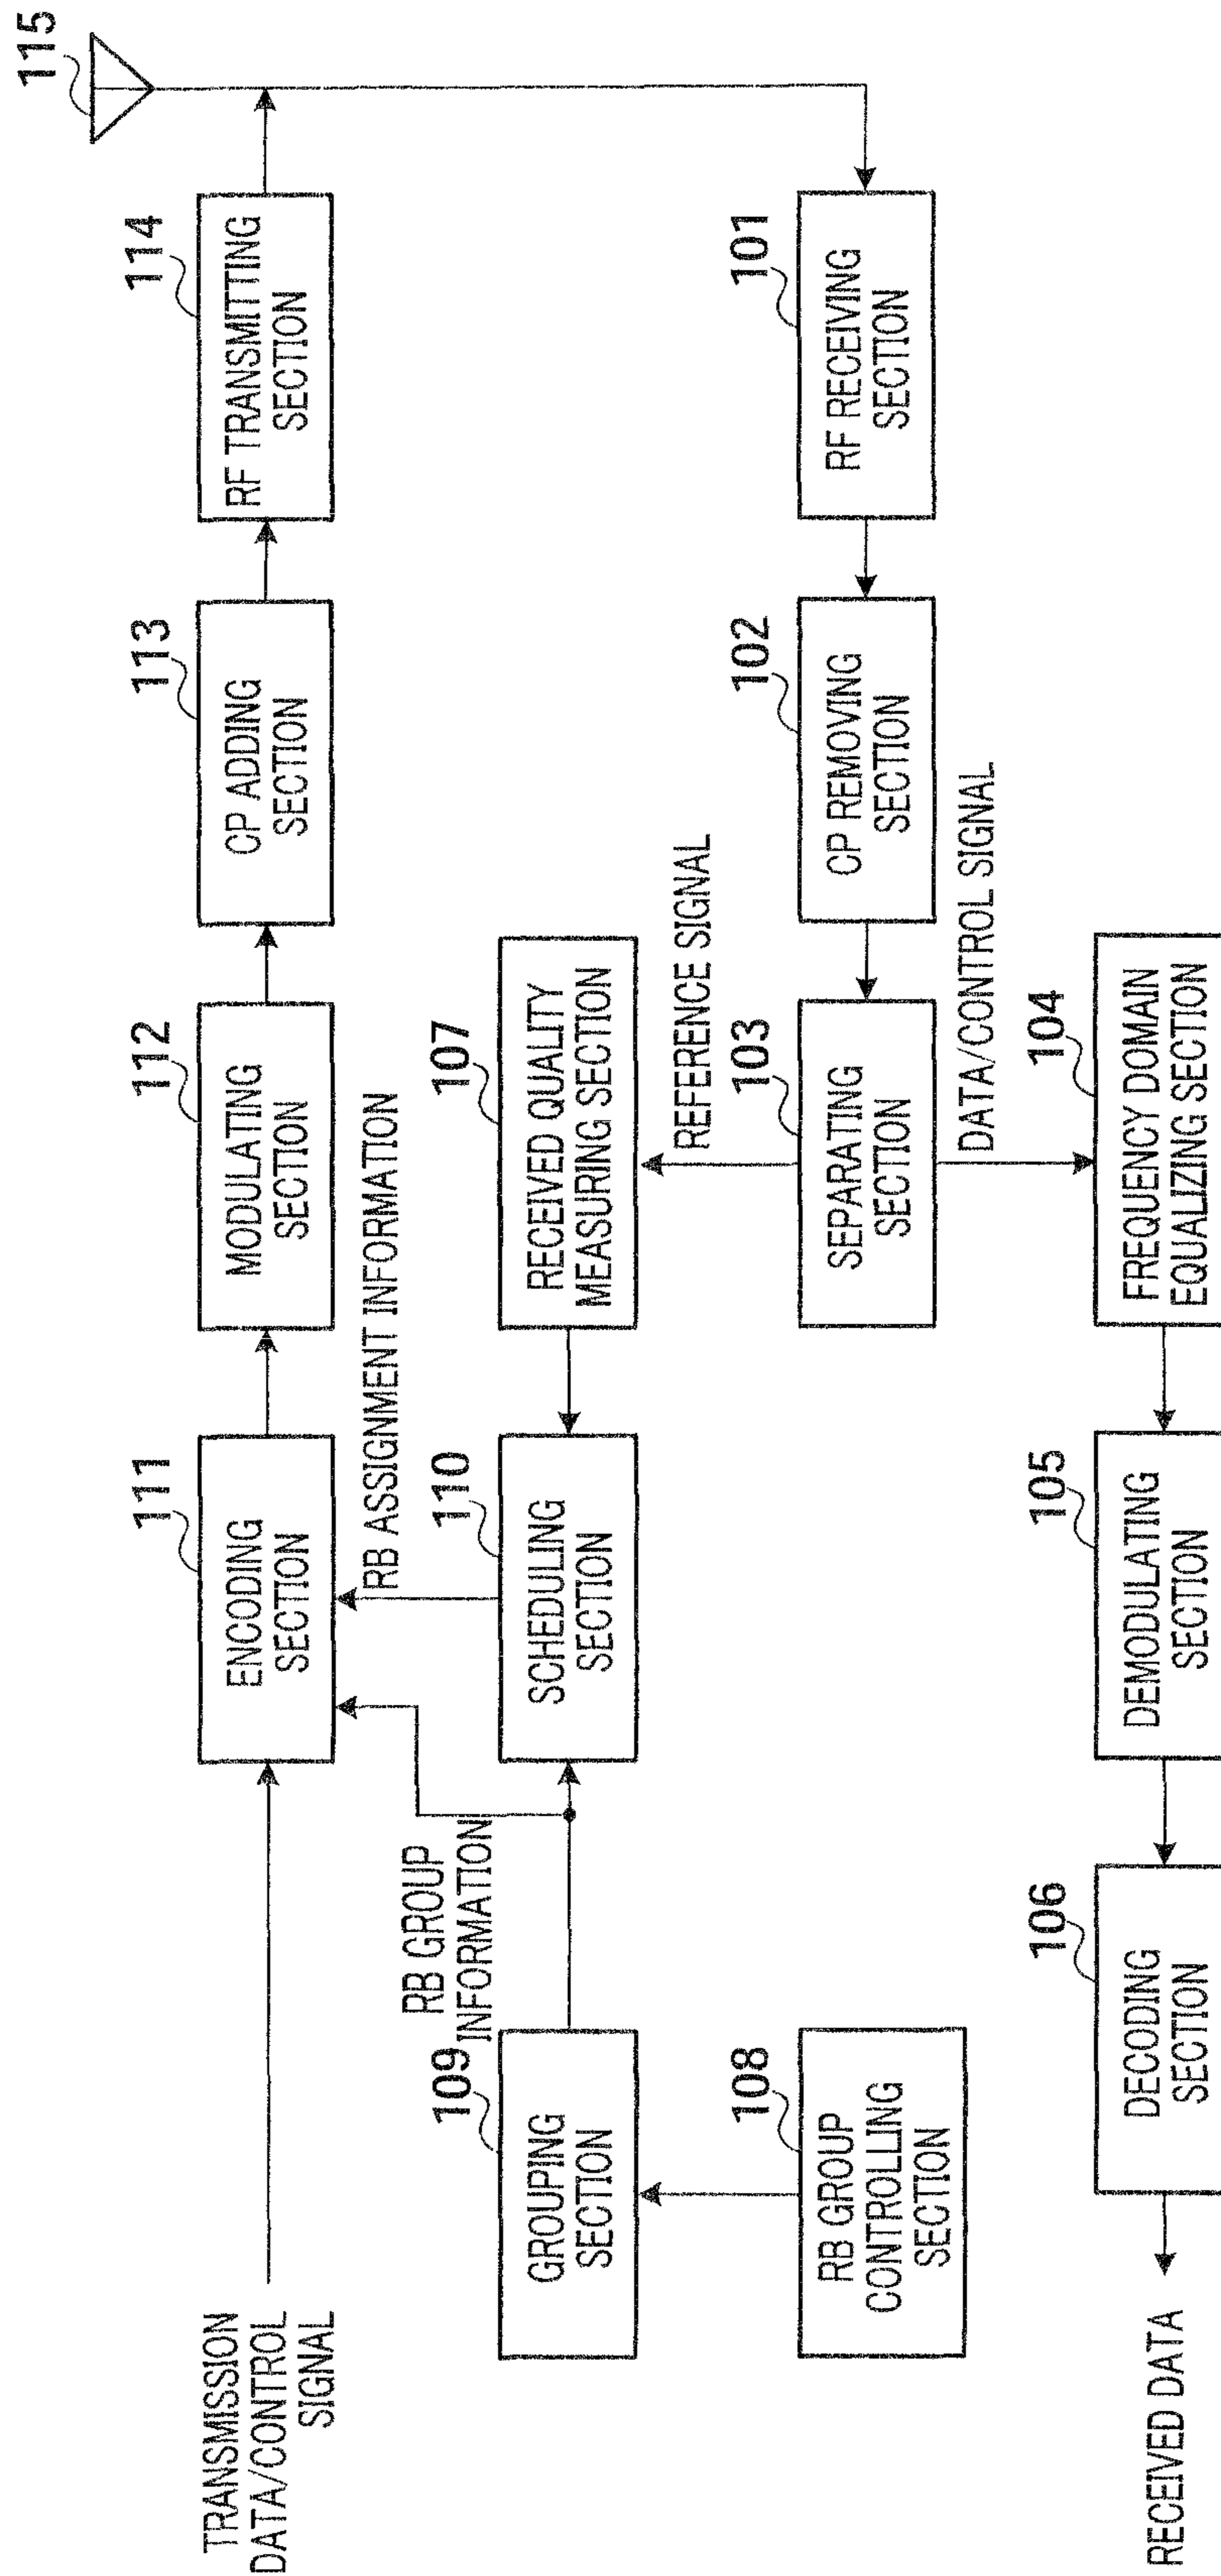 115
114
RF TRANSMITTING
SECTION
113
CP ADDING
SECTION
112
MODULATING
SECTION
111
ENCODING
SECTION
TRANSMISSION
DATA/CONTROL
SIGNAL
RB ASSIGNMENT INFORMATION
RB GROUP
INFORMATION
107
RECEIVED QUALITY
MEASURING SECTION
110
SCHEDULING
SECTION
109
GROUPING
SECTION
REFERENCE SIGNAL
101
RF RECEIVING
SECTION
102
CP REMOVING
SECTION
103
SEPARATING
SECTION
108
RB GROUP
CONTROLLING
SECTION
DATA/CONTROL SIGNAL
104
FREQUENCY DOMAIN
EQUALIZING SECTION
105
DEMODULATING
SECTION
106
DECODING
SECTION
RECEIVED DATA